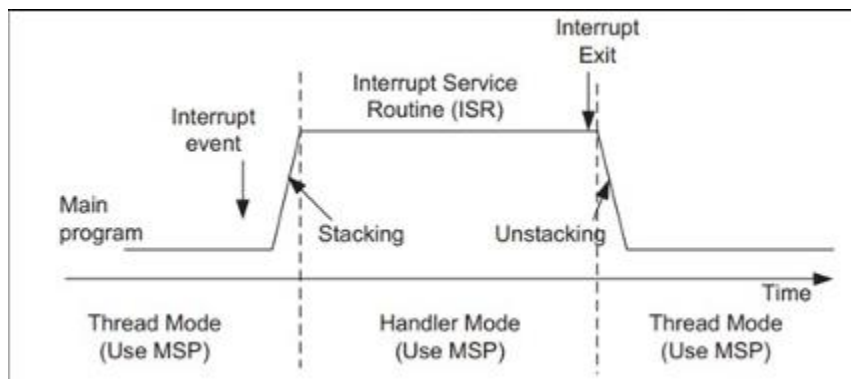 Interrupt
Exit
Interrupt Service
Routine (ISR)
Interrupt
event
Main
program
Stacking
Unstacking
Time
Thread Mode
(Use MSP)
Handler Mode
(Use MSP)
Thread Mode
(Use MSP)